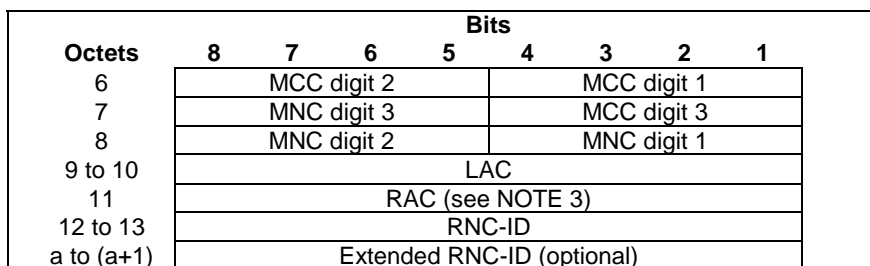 Bits
Octets 8 7 6 5 4 3 2 1
6 MCC digit 2 MCC digit 1
7 MNC digit 3 MCC digit 3
8 MNC digit 2 MNC digit 1
9 to 10 LAC
11 RAC (see NOTE 3)
12 to 13 RNC-ID
a to (a+1) Extended RNC-ID (optional)